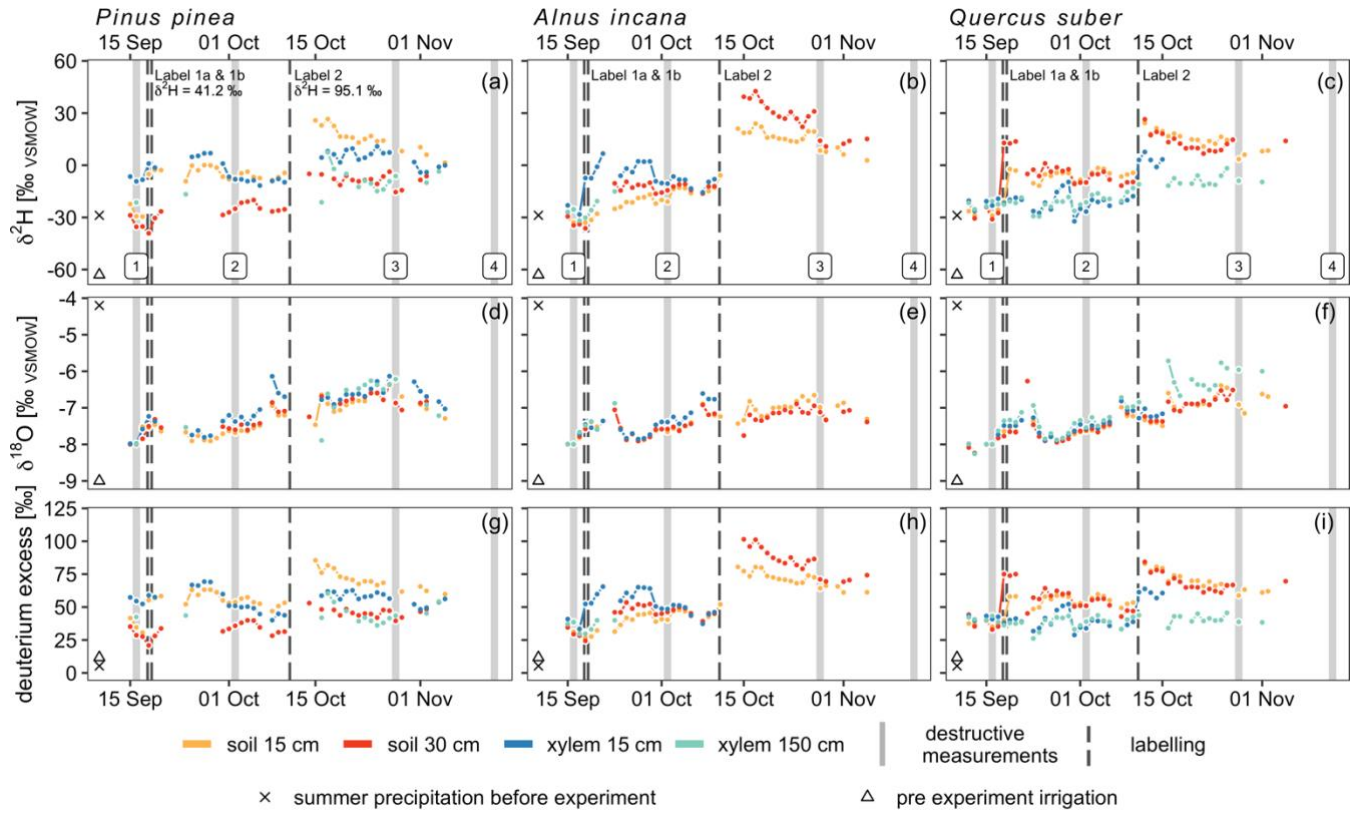 Pinus pinea Alnus incana Quercus suber
15 Sep 01 Oct 15 Oct 01 Nov 15 Sep 01 Oct 15 Oct 01 Nov 15 Sep 01 Oct 15 Oct 01 Nov
δ²H [‰ VSMOW]
60
30
0
-30
-60
Label 1a & 1b
δ²H = 41.2 ‰
Label 2
δ²H = 95.1 ‰
(a)
1 2 3 4
Label 1a & 1b Label 2 (b)
1 2 3 4
Label 1a & 1b Label 2 (c)
1 2 3 4
δ¹⁸O [‰ VSMOW]
-4
-5
-6
-7
-8
-9
(d) (e) (f)
deuterium excess [‰]
125
100
75
50
25
0
(g) (h) (i)
15 Sep 01 Oct 15 Oct 01 Nov 15 Sep 01 Oct 15 Oct 01 Nov 15 Sep 01 Oct 15 Oct 01 Nov
soil 15 cm soil 30 cm xylem 15 cm xylem 150 cm destructive measurements labelling
× summer precipitation before experiment △ pre experiment irrigation